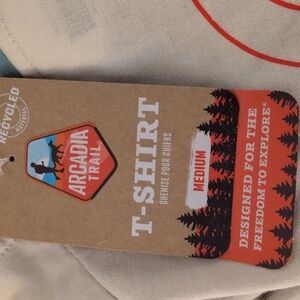 RECYCLED
ARCADIA
TRAIL
T-SHIRT
CHEMISE POUR CHIENS
MEDIUM
DESIGNED FOR THE
FREEDOM TO EXPLORE®